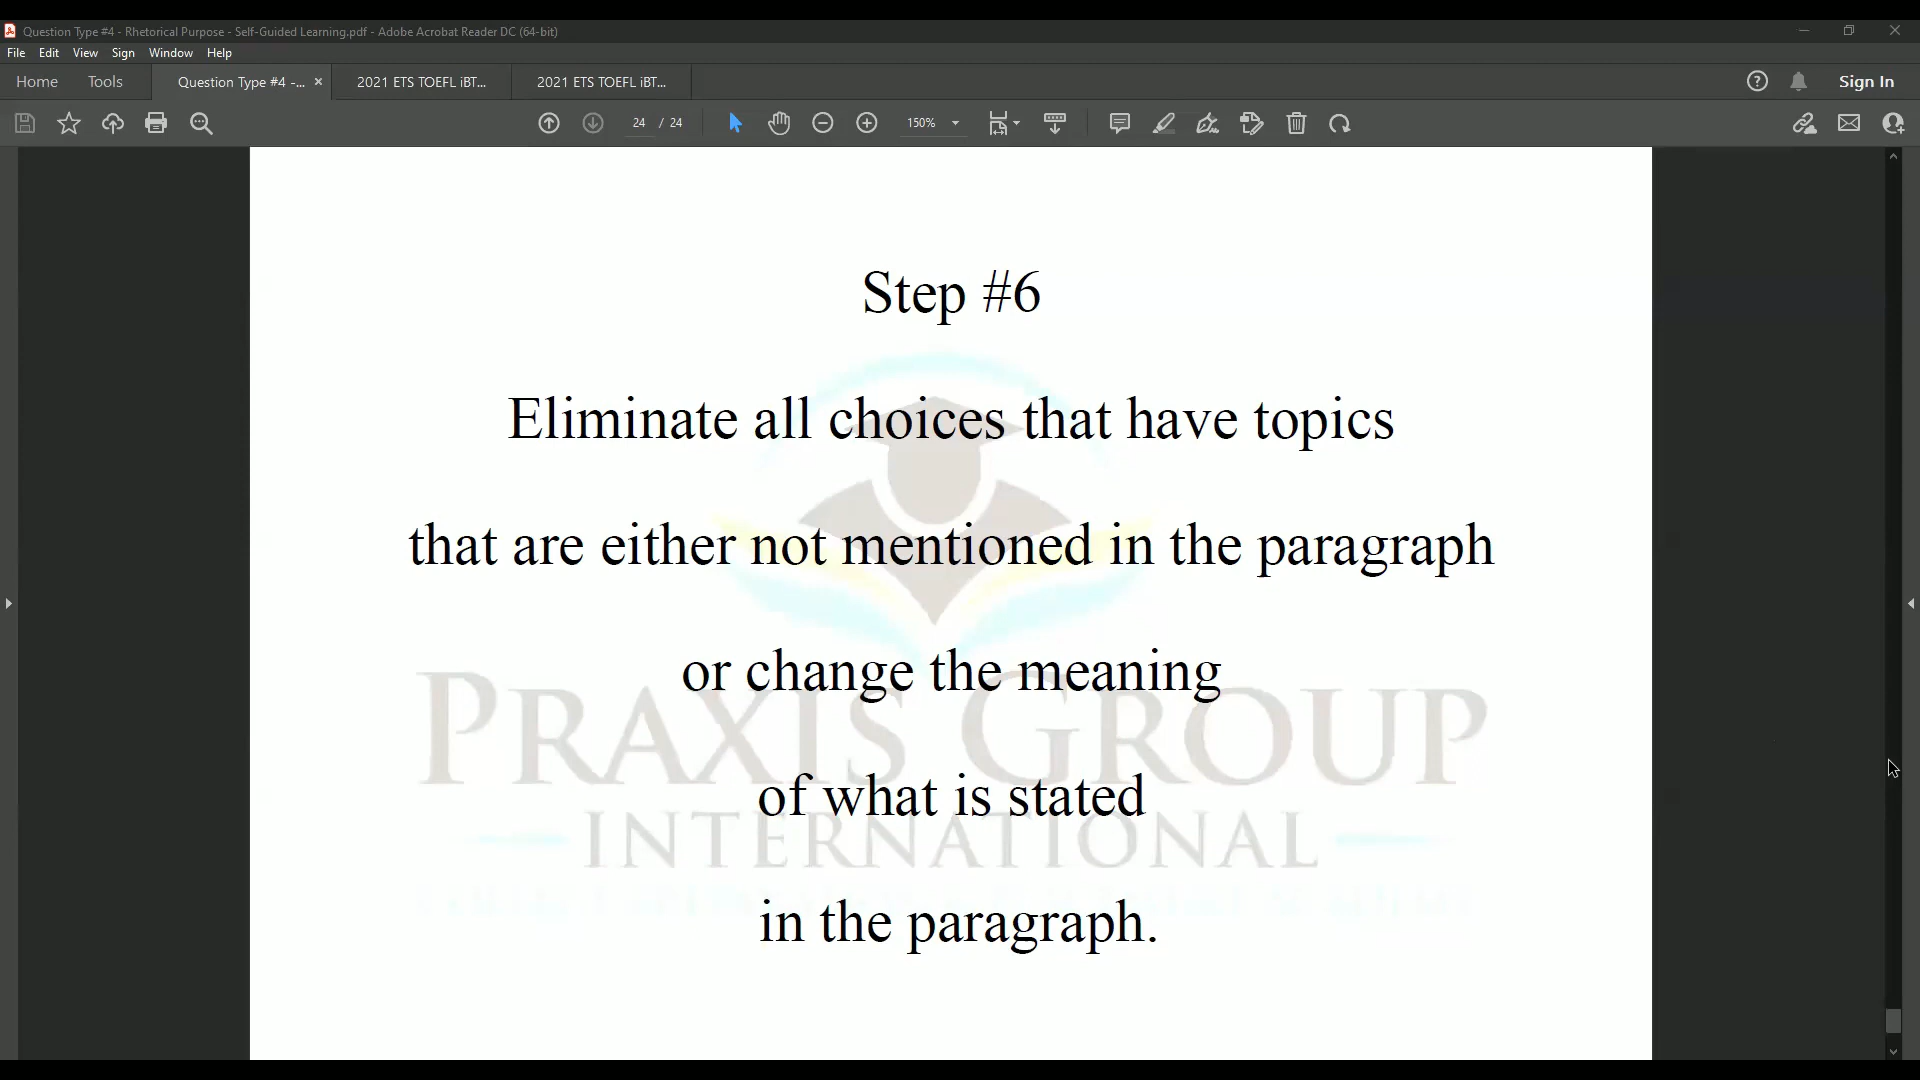 Question Type #4 - Rhetorical Purpose - Self-Guided Learning.pdf - Adobe Acrobat Reader DC (64-bit)
File Edit View Sign Window Help
Home Tools Question Type #4 -... × 2021 ETS TOEFL iBT... 2021 ETS TOEFL iBT... Sign In
24 / 24 150%
Step #6
Eliminate all choices that have topics
that are either not mentioned in the paragraph
or change the meaning
PRAXIS GROUP
of what is stated
INTERNATIONAL
in the paragraph.